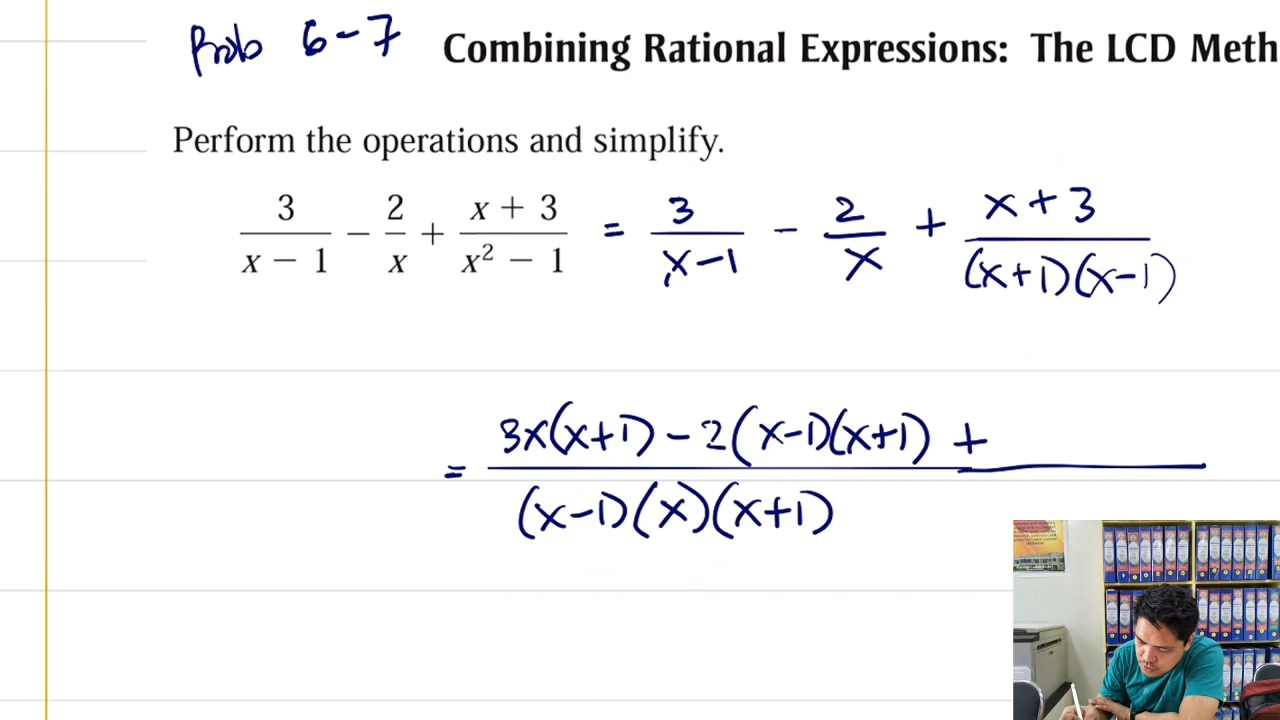 Prob 6-7 Combining Rational Expressions: The LCD Meth
Perform the operations and simplify.
3/(x − 1) − 2/x + (x + 3)/(x² − 1) = 3/(x-1) - 2/x + (x+3)/((x+1)(x-1))
= (3x(x+1) - 2(x-1)(x+1) +)/((x-1)(x)(x+1))